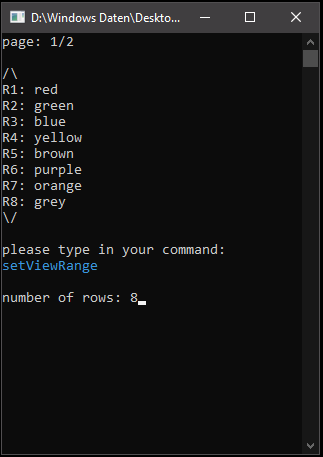 D:\Windows Daten\Deskto...
page: 1/2
/\
R1: red
R2: green
R3: blue
R4: yellow
R5: brown
R6: purple
R7: orange
R8: grey
\/
please type in your command:
setViewRange
number of rows: 8